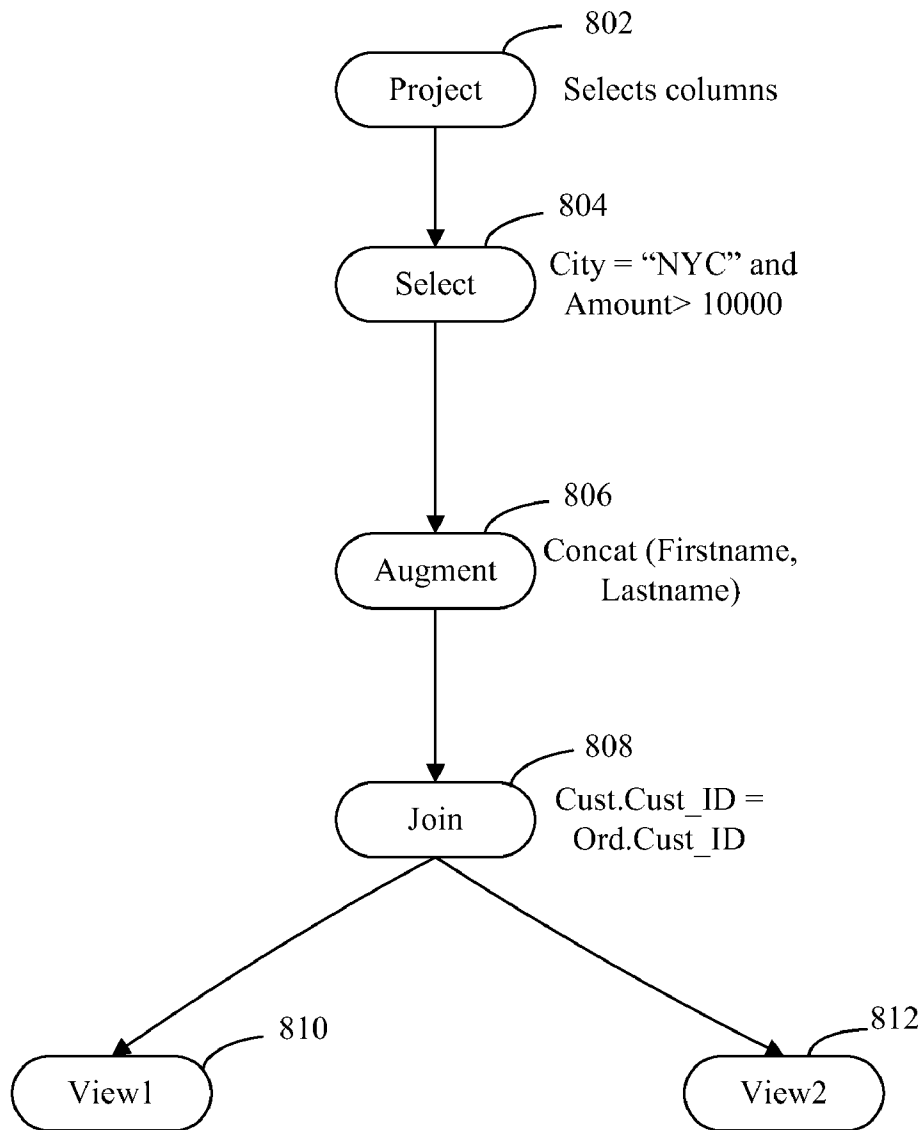 802
Project
Selects columns
804
Select
City = “NYC” and
Amount> 10000
806
Augment
Concat (Firstname,
Lastname)
808
Join
Cust.Cust_ID =
Ord.Cust_ID
810
View1
812
View2